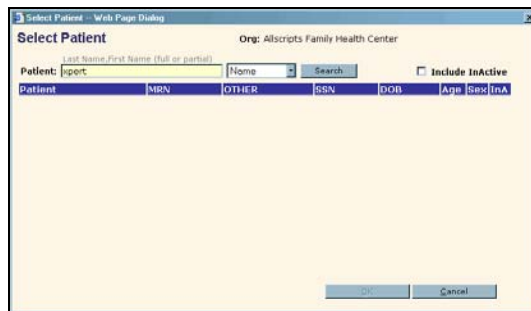 Select Patient -- Web Page Dialog
Select Patient Org: Allscripts Family Health Center
Last Name,First Name (full or partial)
Patient: xpert Name Search Include InActive
Patient MRN OTHER SSN DOB Age Sex InA
OK Cancel